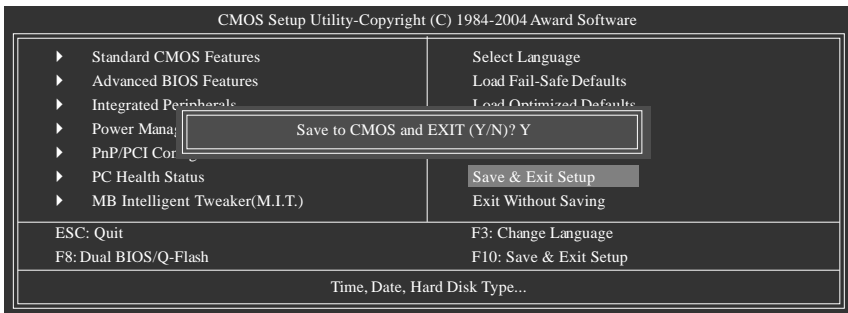 CMOS Setup Utility-Copyright (C) 1984-2004 Award Software
Standard CMOS Features
Advanced BIOS Features
Integrated Peripherals
Power Manag
PnP/PCI Con
PC Health Status
MB Intelligent Tweaker(M.I.T.)
Select Language
Load Fail-Safe Defaults
Load Optimized Defaults
Save & Exit Setup
Exit Without Saving
Save to CMOS and EXIT (Y/N)? Y
ESC: Quit
F8: Dual BIOS/Q-Flash
F3: Change Language
F10: Save & Exit Setup
Time, Date, Hard Disk Type...